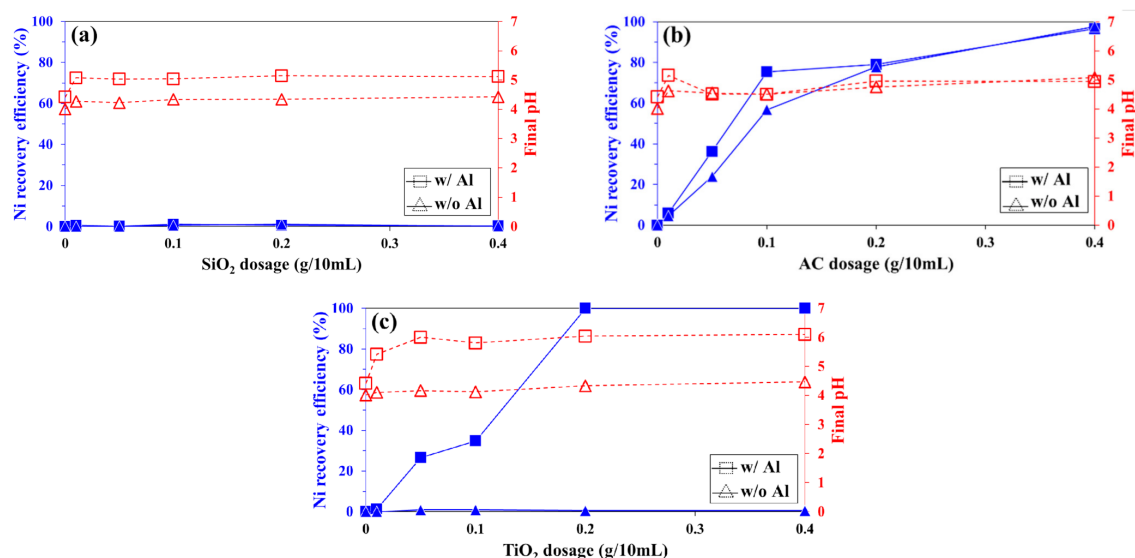 (a)
Ni recovery efficiency (%)
100
80
60
40
20
0
7
6
5
4
3
2
1
0
Final pH
w/ Al
w/o Al
0 0.1 0.2 0.3 0.4
SiO₂ dosage (g/10mL)
(b)
Ni recovery efficiency (%)
100
80
60
40
20
0
7
6
5
4
3
2
1
0
Final pH
w/ Al
w/o Al
0 0.1 0.2 0.3 0.4
AC dosage (g/10mL)
(c)
Ni recovery efficiency (%)
100
80
60
40
20
0
7
6
5
4
3
2
1
0
Final pH
w/ Al
w/o Al
0 0.1 0.2 0.3 0.4
TiO₂ dosage (g/10mL)